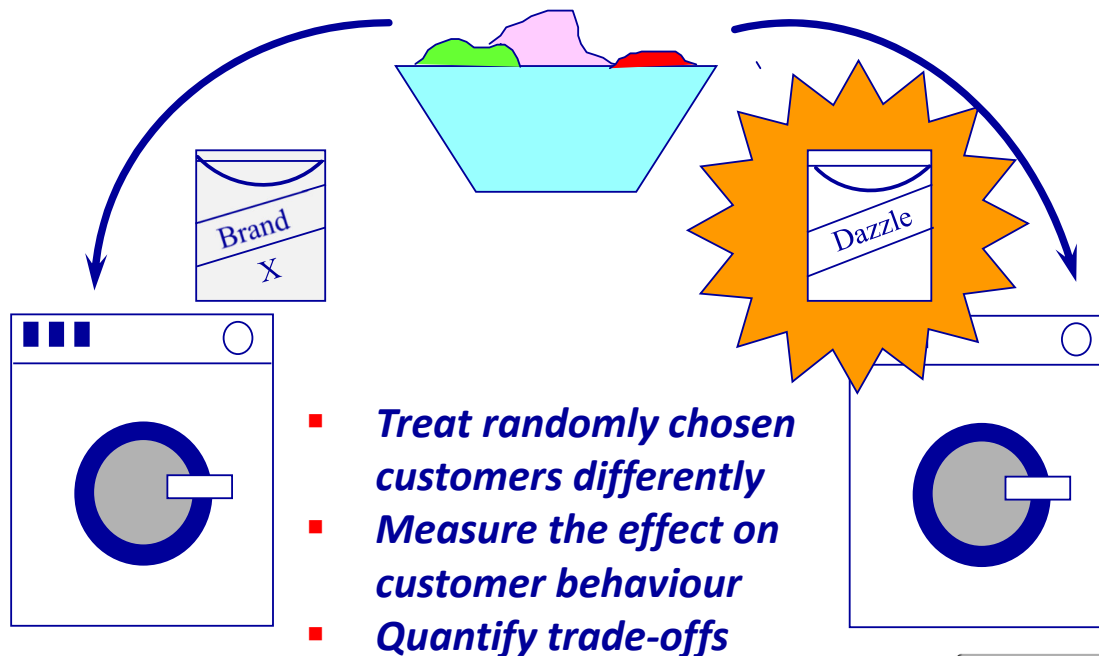 Brand
X
Dazzle
▪ Treat randomly chosen
customers differently
▪ Measure the effect on
customer behaviour
▪ Quantify trade-offs